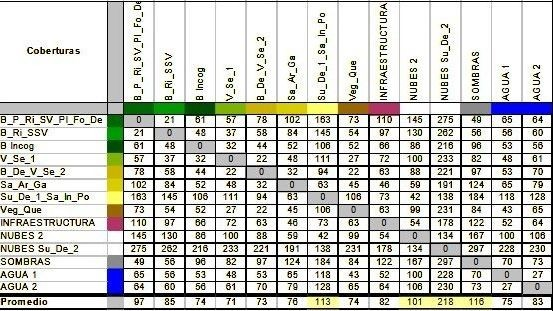 Coberturas B_P_Ri_SV_Pl_Fo_De B_Ri_SSV B Incog V_Se_1 B_De_V_Se_2 Sa_Ar_Ga Su_De_1_Sa_In_Po Veg_Que INFRAESTRUCTURA NUBES 2 NUBES Su_De_2 SOMBRAS AGUA 1 AGUA 2
B_P_Ri_SV_Pl_Fo_De 0 21 61 57 78 102 163 73 110 145 275 49 65 64
B_Ri_SSV 21 0 48 37 58 84 145 54 97 130 262 56 56 60
B Incog 61 48 0 32 44 52 106 52 66 86 216 96 53 56
V_Se_1 57 37 32 0 22 48 111 27 72 100 233 82 48 61
B_De_V_Se_2 78 58 44 22 0 32 94 22 63 88 221 97 53 70
Sa_Ar_Ga 102 84 52 48 32 0 63 45 46 59 191 124 65 79
Su_De_1_Sa_In_Po 163 145 106 111 94 63 0 106 73 42 138 184 118 128
Veg_Que 73 54 52 27 22 45 106 0 63 99 231 84 43 65
INFRAESTRUCTURA 110 97 66 72 63 46 73 63 0 54 178 122 52 64
NUBES 2 145 130 86 100 88 59 42 99 54 0 134 167 100 106
NUBES Su_De_2 275 262 216 233 221 191 138 231 178 134 0 297 228 230
SOMBRAS 49 56 96 82 97 124 184 84 122 167 297 0 70 73
AGUA 1 65 56 53 48 53 65 118 43 52 100 228 70 0 27
AGUA 2 64 60 56 61 70 79 128 65 64 106 230 73 27 0
Promedio 97 85 74 71 73 76 113 74 82 101 218 116 75 83